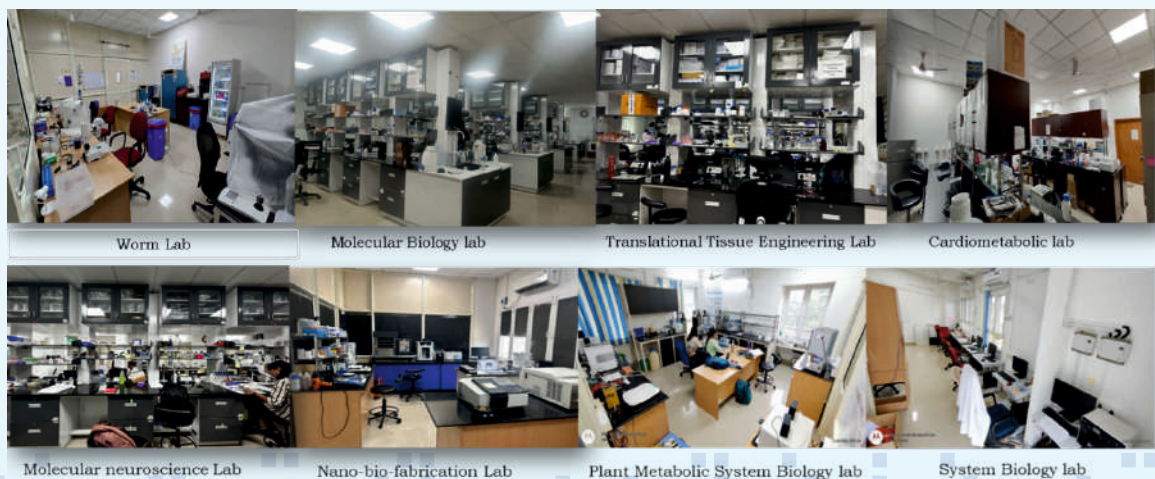 Worm Lab
Molecular Biology lab
Translational Tissue Engineering Lab
Cardiometabolic lab
Molecular neuroscience Lab
Nano-bio-fabrication Lab
Plant Metabolic System Biology lab
System Biology lab